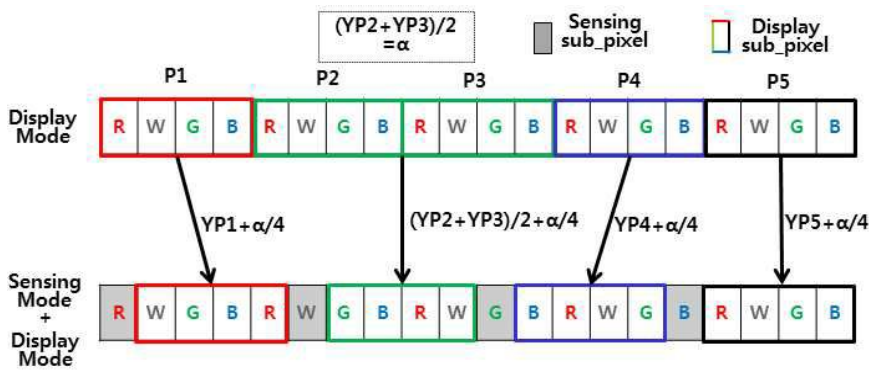 (YP2+YP3)/2
=α
Sensing
sub_pixel
Display
sub_pixel
P1 P2 P3 P4 P5
Display
Mode
R W G B R W G B R W G B R W G B R W G B
YP1+α/4
(YP2+YP3)/2+α/4
YP4+α/4
YP5+α/4
Sensing
Mode
+
Display
Mode
R W G B R W G B R W G B R W G B R W G B